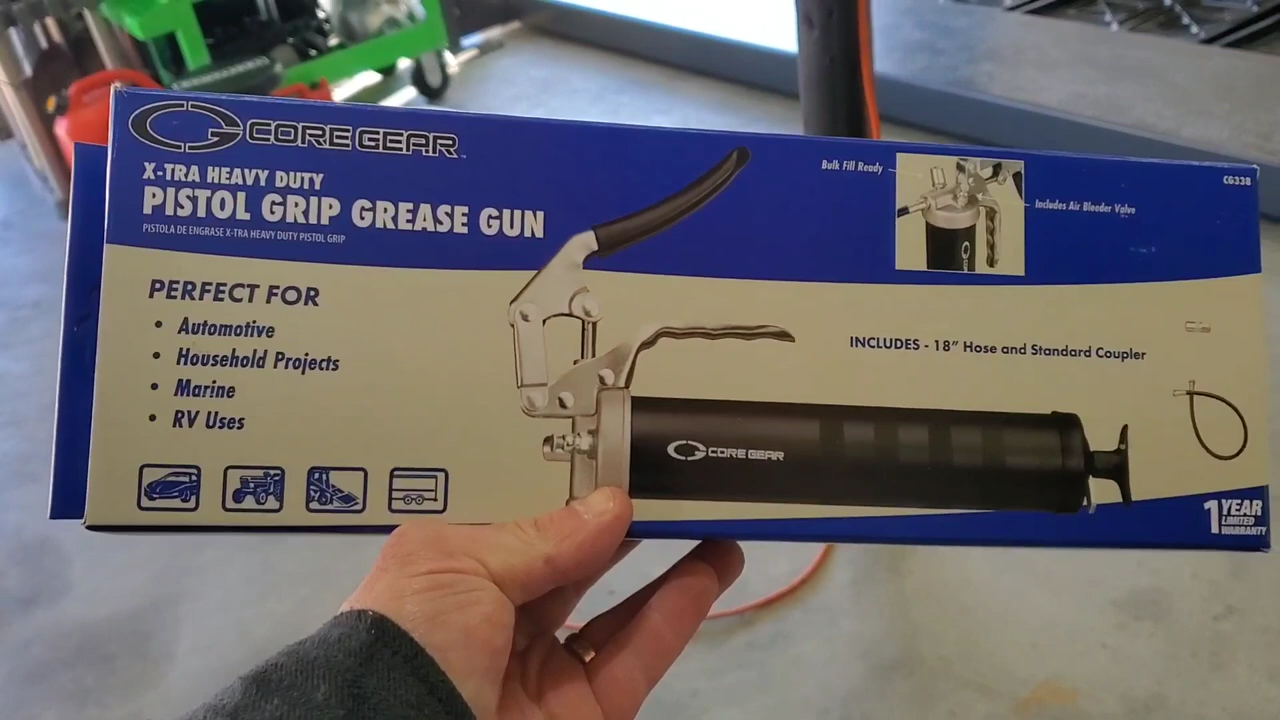 CORE GEAR™
X-TRA HEAVY DUTY
PISTOL GRIP GREASE GUN
PISTOLA DE ENGRASE X-TRA HEAVY DUTY PISTOL GRIP
Bulk Fill Ready
Includes Air Bleeder Valve
CG338
PERFECT FOR
• Automotive
• Household Projects
• Marine
• RV Uses
INCLUDES - 18" Hose and Standard Coupler
CORE GEAR
1 YEAR
LIMITED
WARRANTY